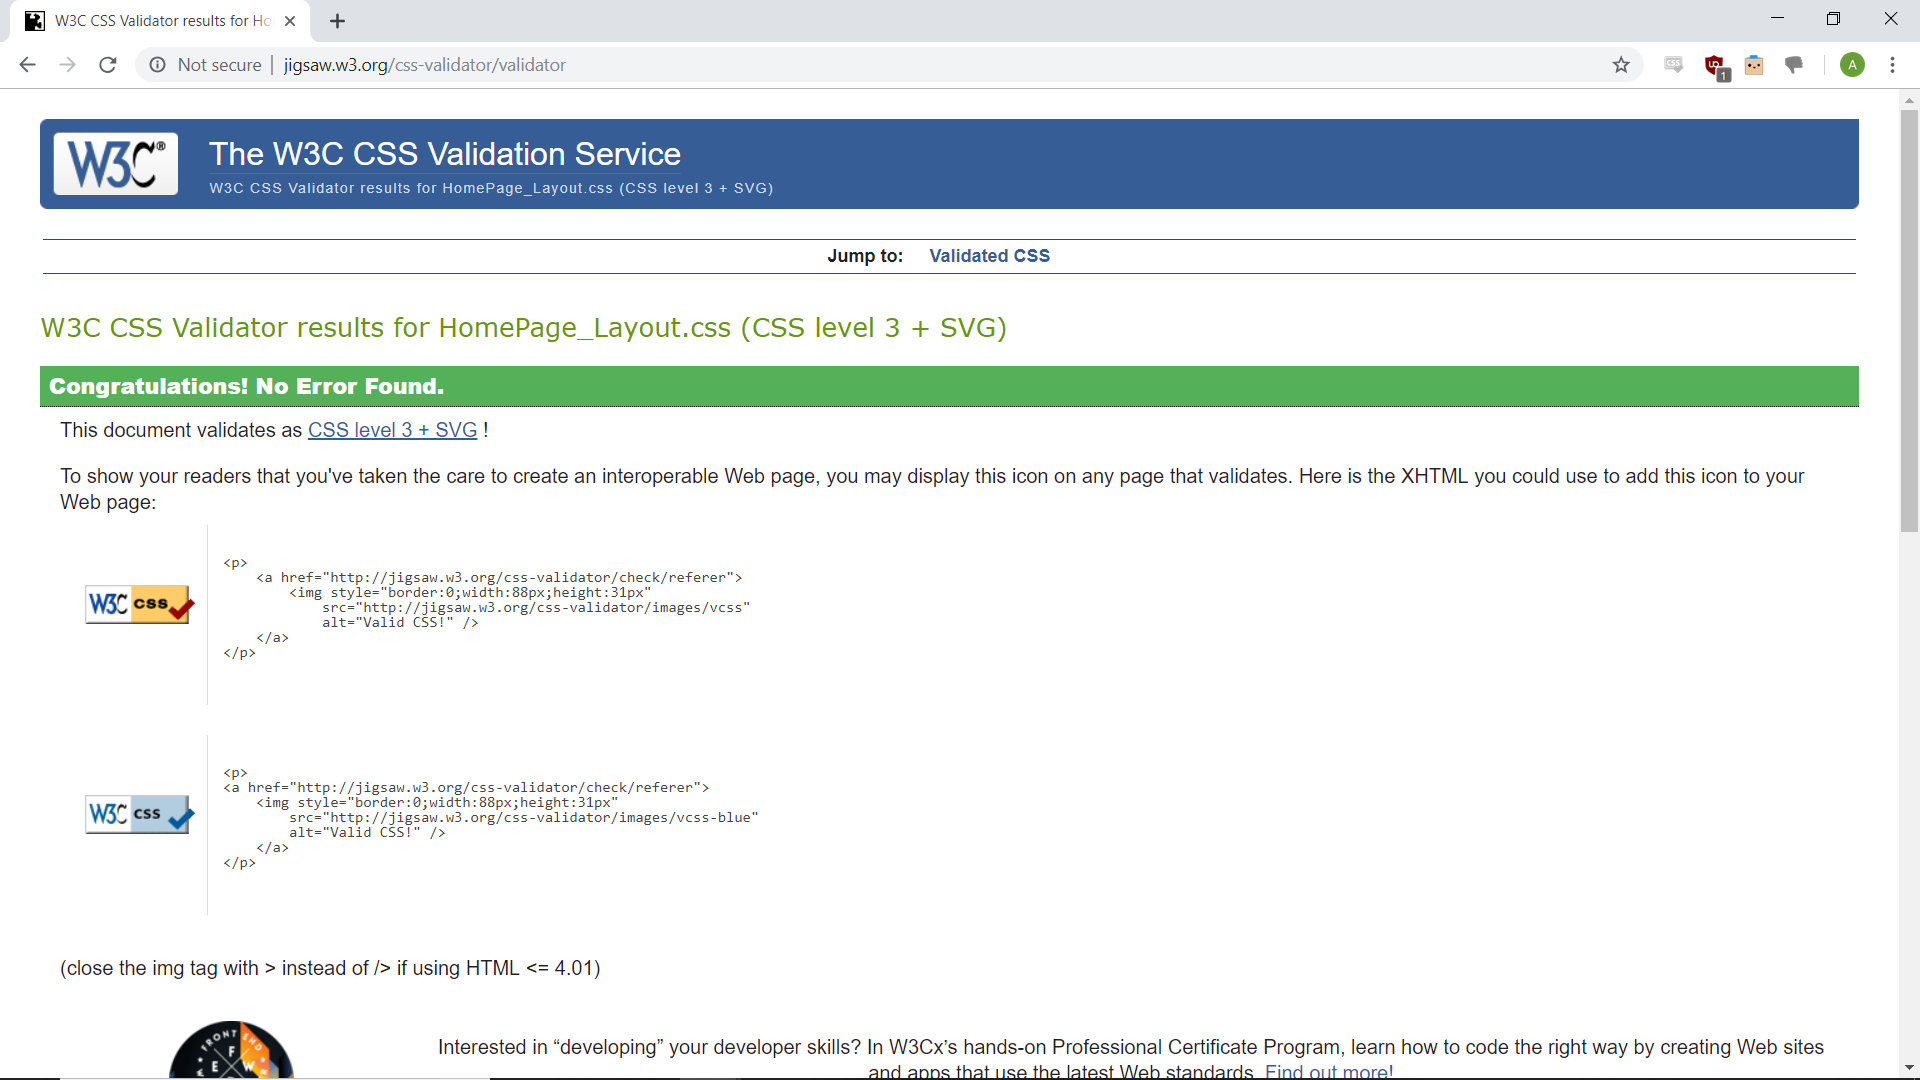 W3C CSS Validator results for Ho
Not secure | jigsaw.w3.org/css-validator/validator
CSS
1
A
W3C® The W3C CSS Validation Service
W3C CSS Validator results for HomePage_Layout.css (CSS level 3 + SVG)
Jump to: Validated CSS
W3C CSS Validator results for HomePage_Layout.css (CSS level 3 + SVG)
Congratulations! No Error Found.
This document validates as CSS level 3 + SVG !
To show your readers that you've taken the care to create an interoperable Web page, you may display this icon on any page that validates. Here is the XHTML you could use to add this icon to your
Web page:
W3C css
<p>
    <a href="http://jigsaw.w3.org/css-validator/check/referer">
        <img style="border:0;width:88px;height:31px"
            src="http://jigsaw.w3.org/css-validator/images/vcss"
            alt="Valid CSS!" />
    </a>
</p>
W3C css
<p>
<a href="http://jigsaw.w3.org/css-validator/check/referer">
    <img style="border:0;width:88px;height:31px"
        src="http://jigsaw.w3.org/css-validator/images/vcss-blue"
        alt="Valid CSS!" />
    </a>
</p>
(close the img tag with > instead of /> if using HTML <= 4.01)
FRONT END
F
E W
Interested in “developing” your developer skills? In W3Cx’s hands-on Professional Certificate Program, learn how to code the right way by creating Web sites
and apps that use the latest Web standards. Find out more!